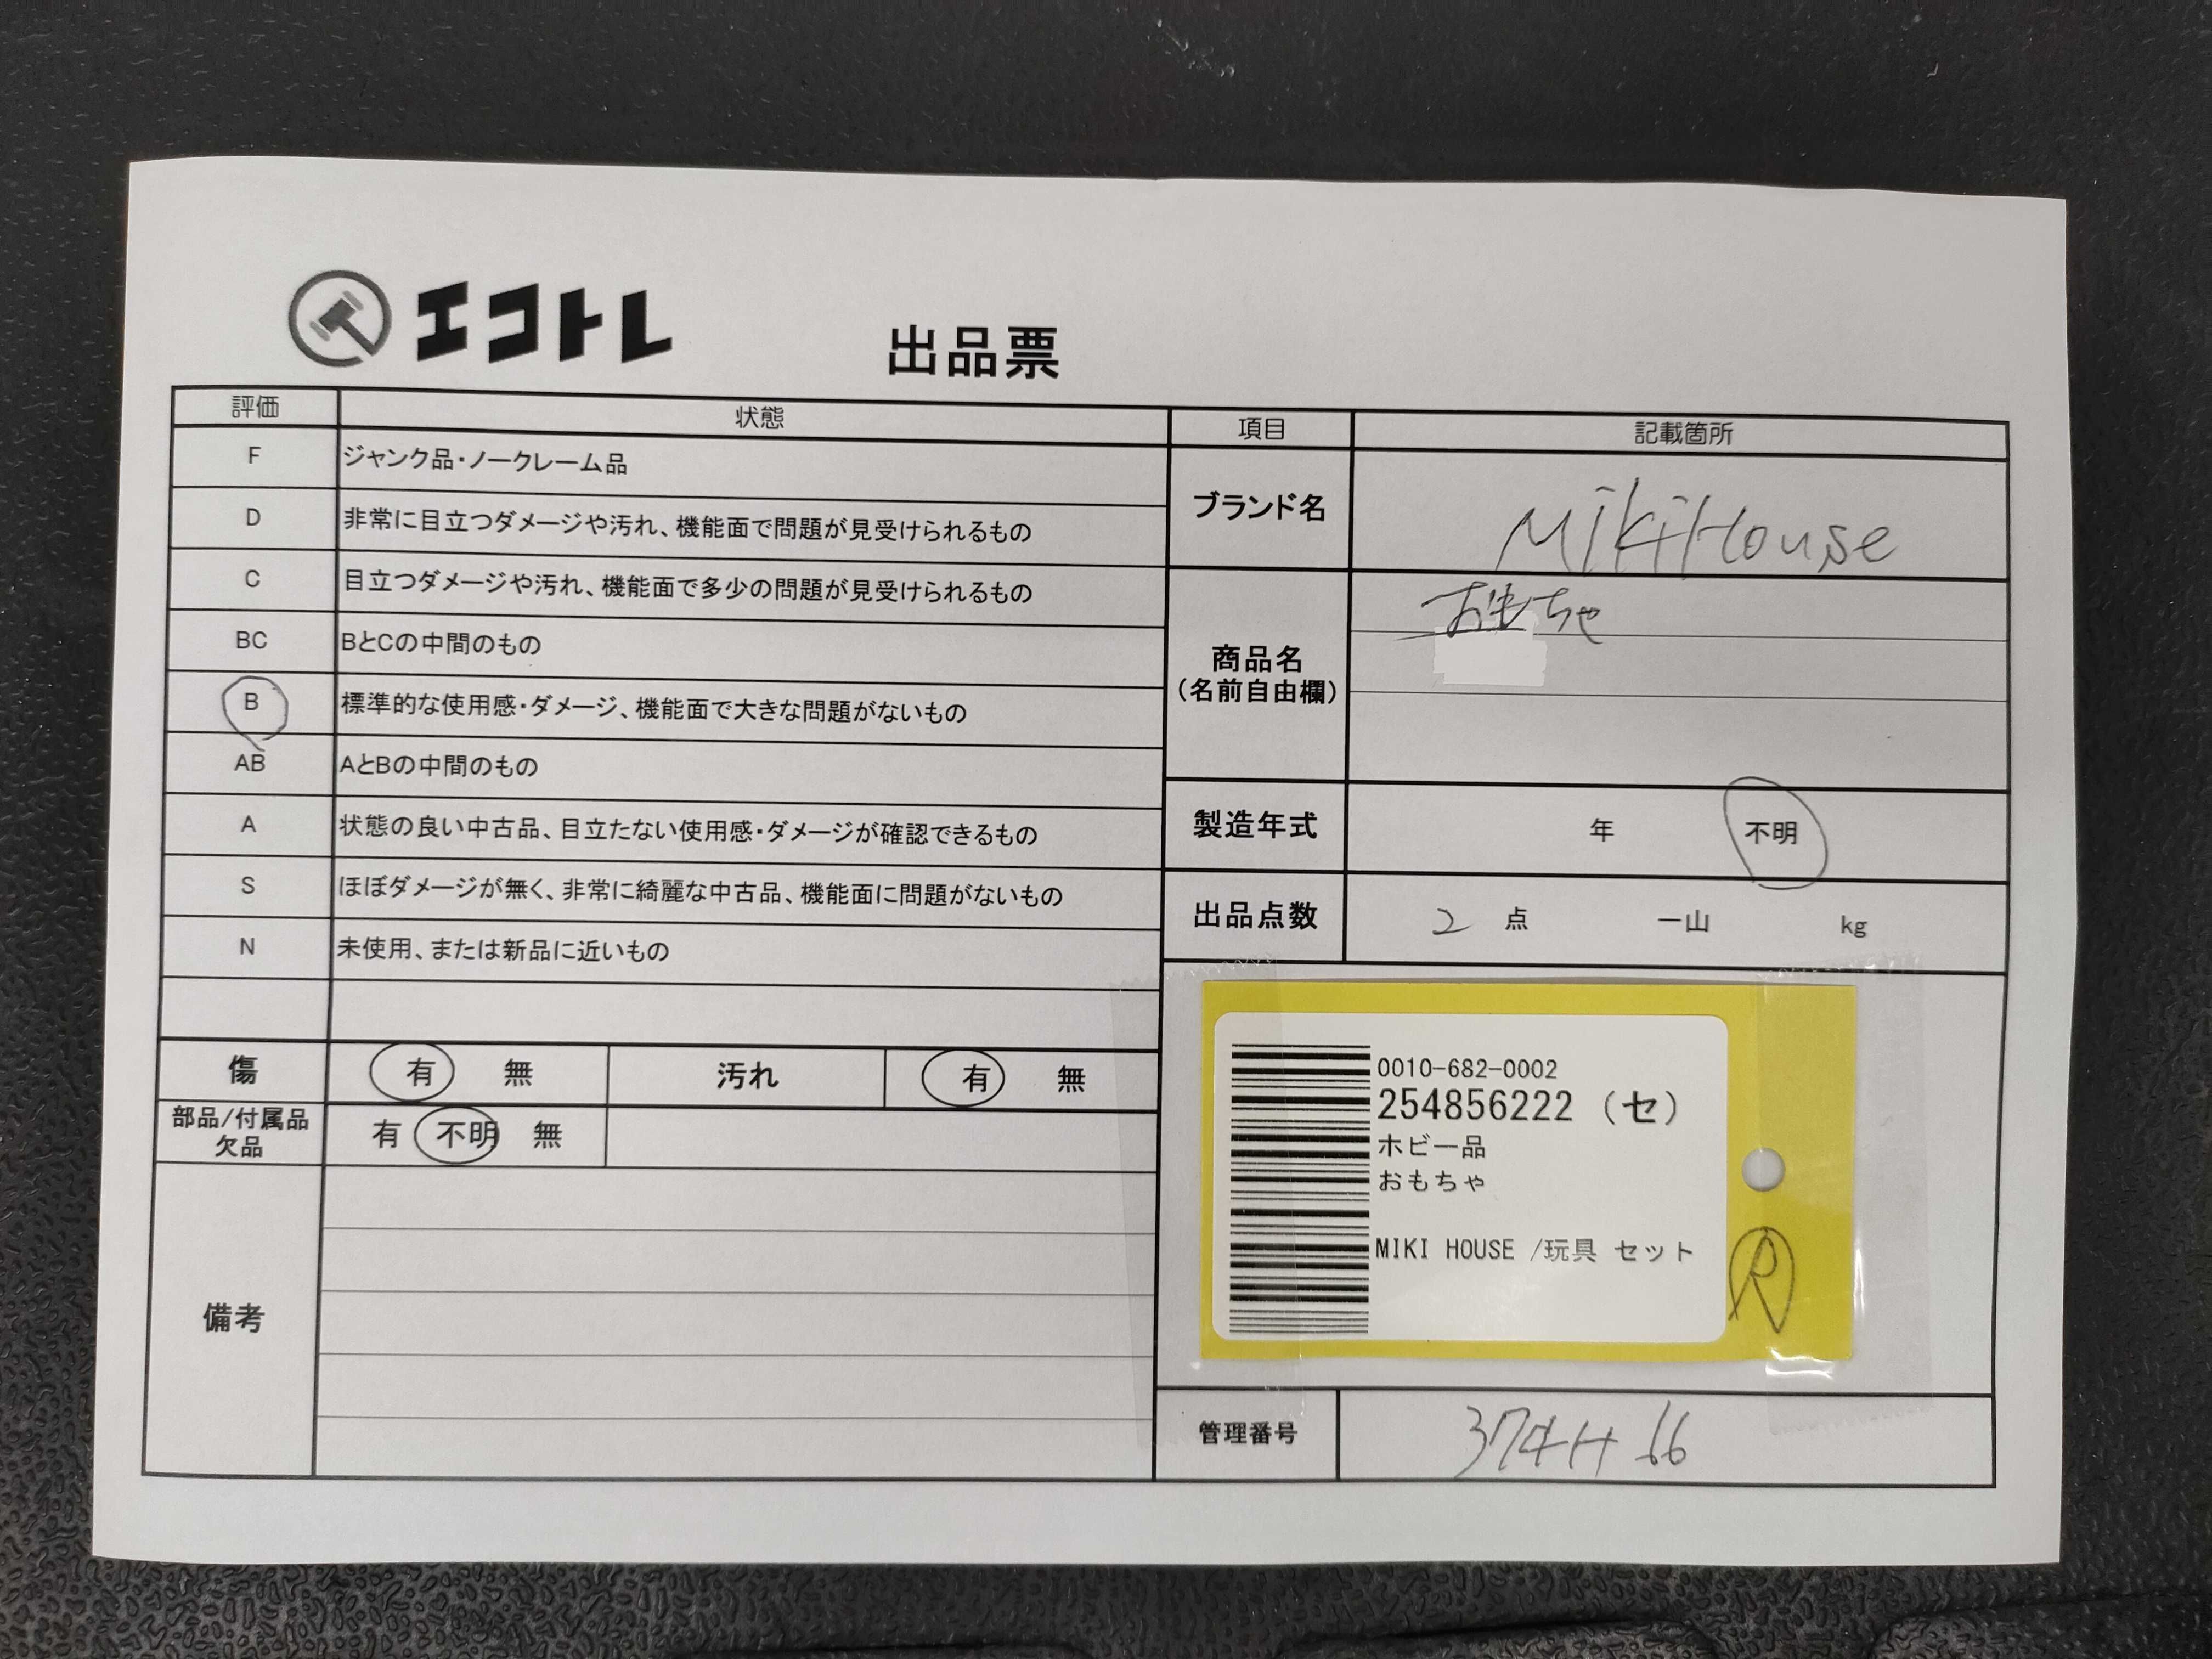 エコトレ
出品票
評価 状態
F ジャンク品・ノークレーム品
D 非常に目立つダメージや汚れ、機能面で問題が見受けられるもの
C 目立つダメージや汚れ、機能面で多少の問題が見受けられるもの
BC BとCの中間のもの
B 標準的な使用感・ダメージ、機能面で大きな問題がないもの
AB AとBの中間のもの
A 状態の良い中古品、目立たない使用感・ダメージが確認できるもの
S ほぼダメージが無く、非常に綺麗な中古品、機能面に問題がないもの
N 未使用、または新品に近いもの
傷 有 無 汚れ 有 無
部品/付属品
欠品
有 不明 無
備考
項目 記載箇所
ブランド名 MikiHouse
商品名
(名前自由欄)
おもちゃ
製造年式 年 不明
出品点数 2 点 一山 kg
0010-682-0002
254856222 (セ)
ホビー品
おもちゃ
MIKI HOUSE /玩具 セット
R
管理番号 374H 66